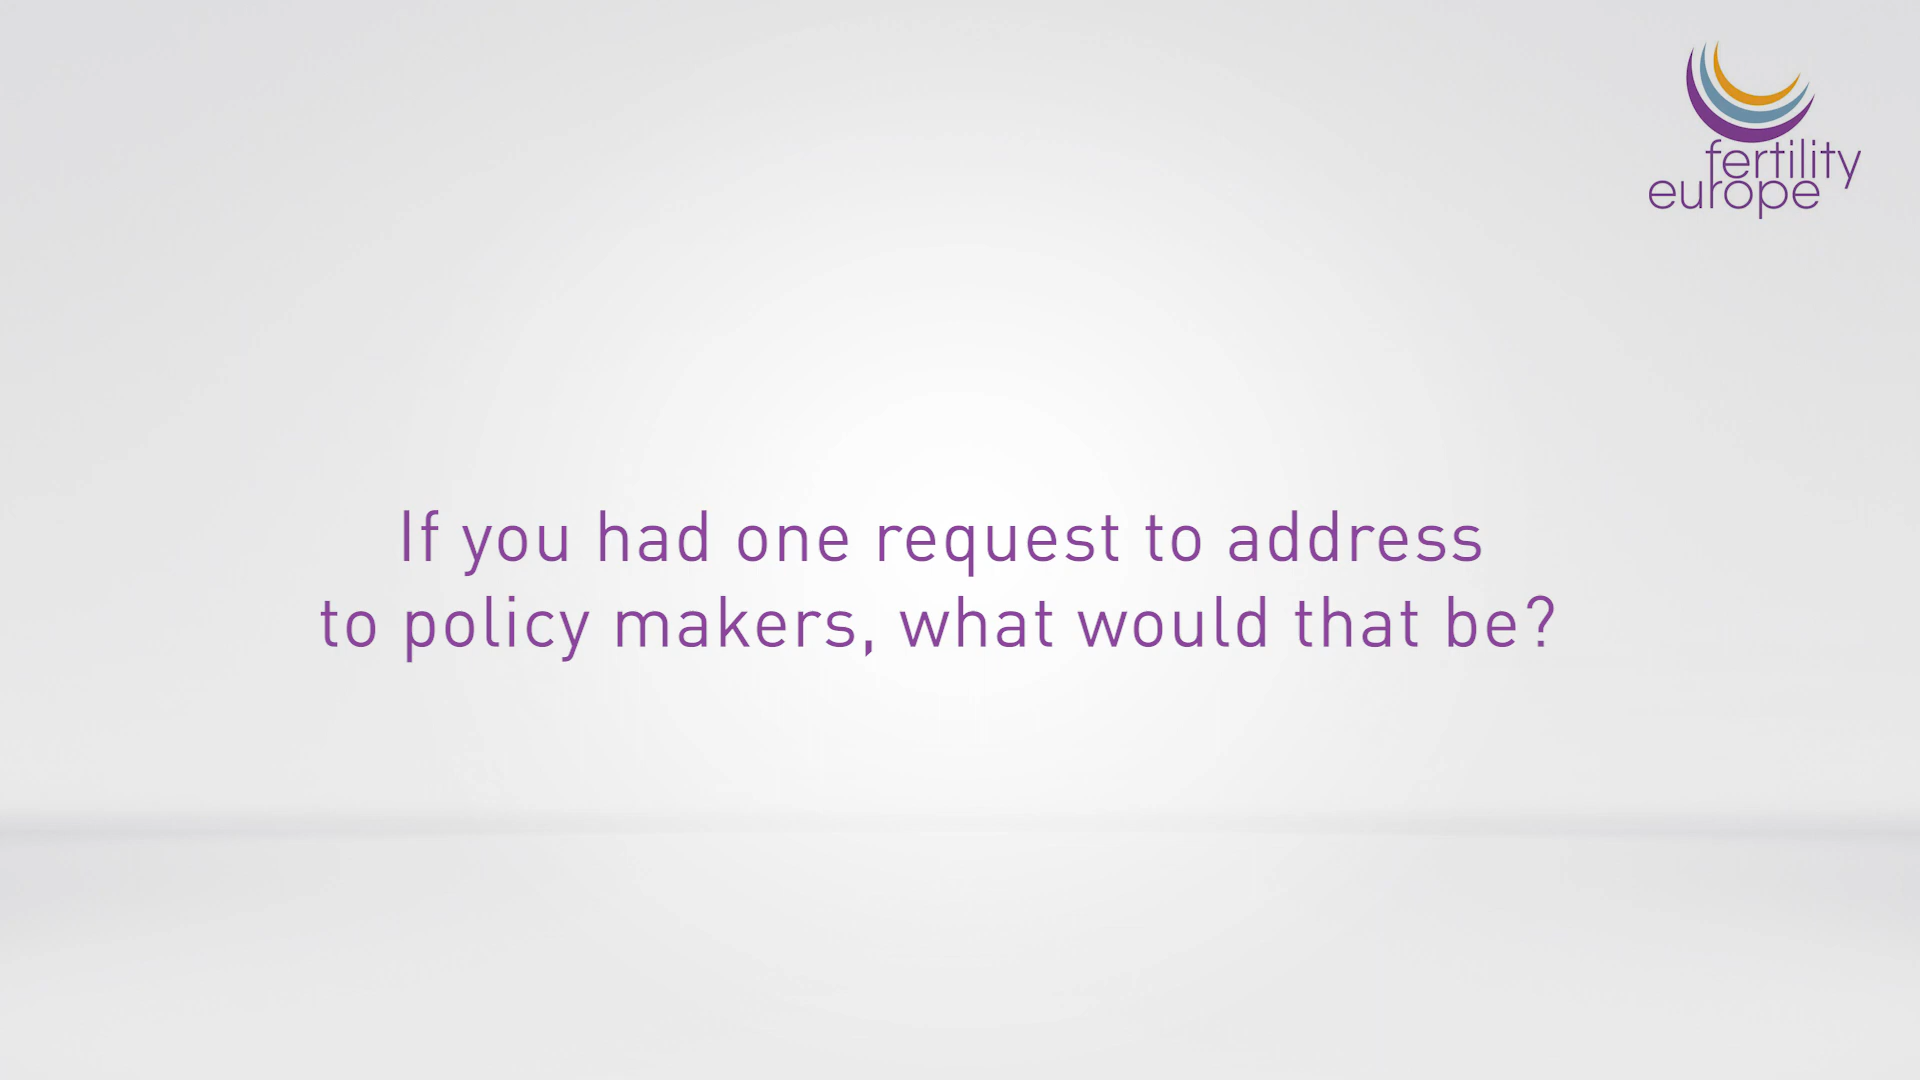 fertility
europe
If you had one request to address
to policy makers, what would that be?